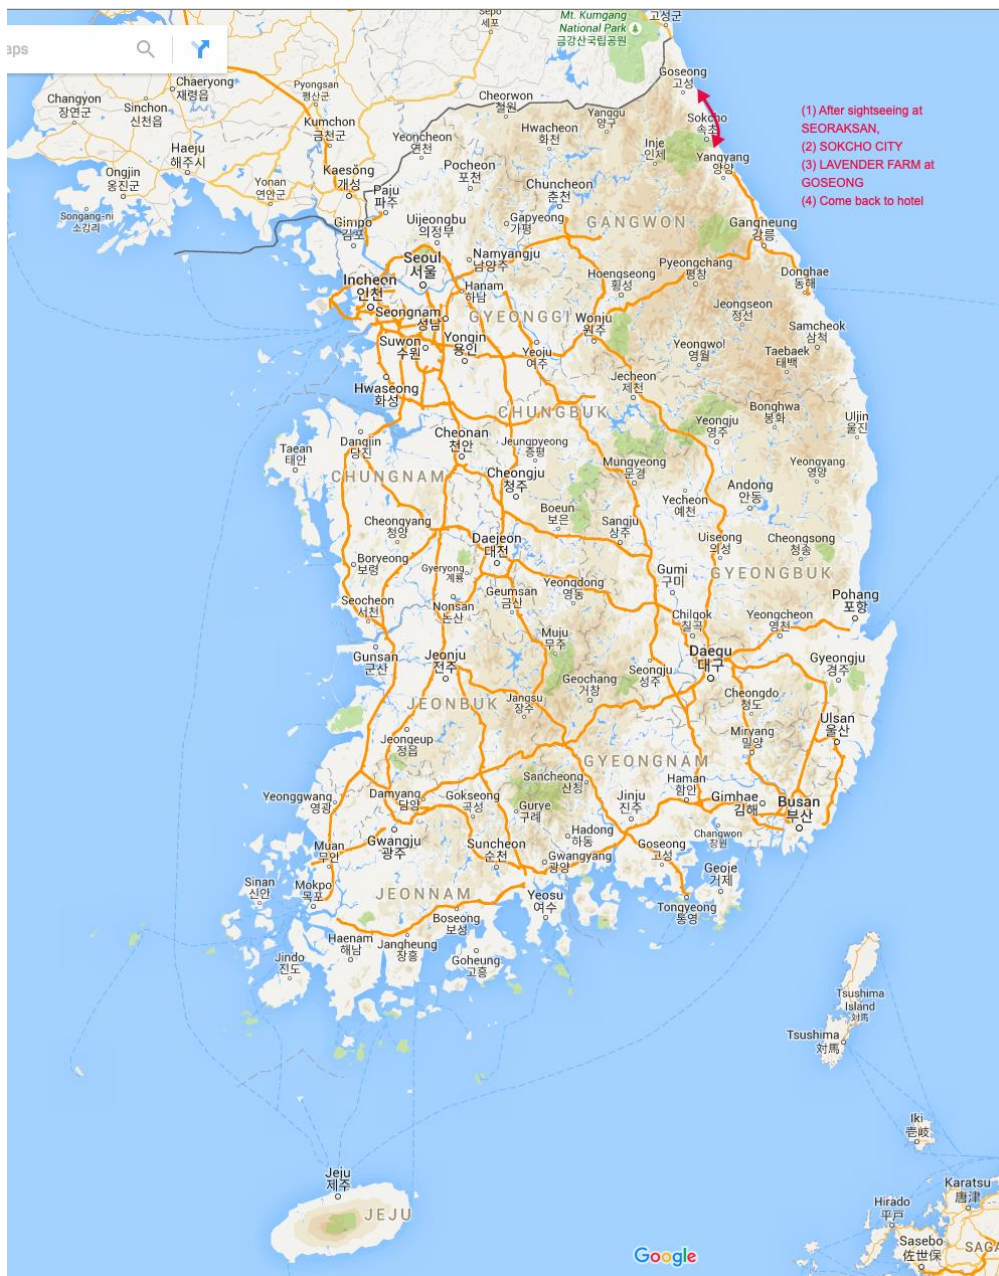 Sepo
세포
Mt. Kumgang
National Park
금강산국립공원
고성군
aps
Chaeryong
재령읍
Pyongsan
평산군
Goseong
고성
Changyon
장연군
Sinchon
신천읍
Cheorwon
철원
Yanggu
양구
Sokcho
속초
(1) After sightseeing at
SEORAKSAN,
(2) SOKCHO CITY
(3) LAVENDER FARM at
GOSEONG
(4) Come back to hotel
Kumchon
금천군
Yeoncheon
연천
Hwacheon
화천
Inje
인제
Yangyang
양양
Haeju
해주시
Ongjin
옹진군
Kaesŏng
개성
Pocheon
포천
Yonan
연안군
Paju
파주
Chuncheon
춘천
Songang-ni
소강리
Gimpo
김포
Uijeongbu
의정부
Gapyeong
가평
GANGWON
Gangneung
강릉
Seoul
서울
Namyangju
남양주
Pyeongchang
평창
Hoengseong
횡성
Donghae
동해
Incheon
인천
Hanam
하남
Seongnam
성남
GYEONGGI
Wonju
원주
Jeongseon
정선
Samcheok
삼척
Suwon
수원
Yongin
용인
Yeoju
여주
Yeongwol
영월
Taebaek
태백
Hwaseong
화성
Jecheon
제천
CHUNGBUK
Bonghwa
봉화
Yeongju
영주
Uljin
울진
Taean
태안
Dangjin
당진
Cheonan
천안
Jeungpyeong
증평
CHUNGNAM
Cheongju
청주
Mungyeong
문경
Yeongyang
영양
Yecheon
예천
Andong
안동
Cheongyang
청양
Boeun
보은
Sangju
상주
Daejeon
대전
Uiseong
의성
Cheongsong
청송
Boryeong
보령
Gyeryong
계룡
Yeongdong
영동
Gumi
구미
GYEONGBUK
Seocheon
서천
Nonsan
논산
Geumsan
금산
Pohang
포항
Chilgok
칠곡
Yeongcheon
영천
Gunsan
군산
Jeonju
전주
Muju
무주
Daegu
대구
Gyeongju
경주
Seongju
성주
Geochang
거창
Cheongdo
청도
JEONBUK
Jangsu
장수
Ulsan
울산
Jeongeup
정읍
Miryang
밀양
GYEONGNAM
Sancheong
산청
Haman
함안
Yeonggwang
영광
Damyang
담양
Gokseong
곡성
Gurye
구례
Jinju
진주
Gimhae
김해
Busan
부산
Gwangju
광주
Hadong
하동
Changwon
창원
Muan
무안
Suncheon
순천
Gwangyang
광양
Goseong
고성
Geoje
거제
Sinan
신안
Mokpo
목포
JEONNAM
Yeosu
여수
Tongyeong
통영
Boseong
보성
Haenam
해남
Jangheung
장흥
Jindo
진도
Goheung
고흥
Tsushima
Island
対馬
Tsushima
対馬
Iki
壱岐
Jeju
제주
JEJU
Karatsu
唐津
Hirado
平戸
Google
Sasebo
佐世保
SAGA